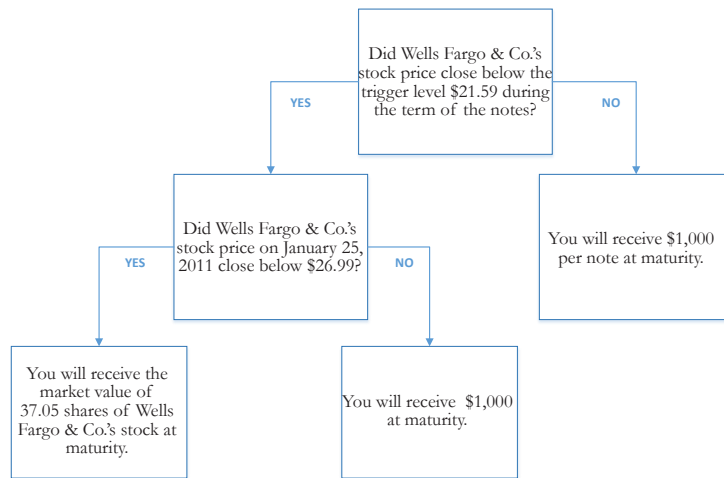 Did Wells Fargo & Co.'s
stock price close below the
trigger level $21.59 during
the term of the notes?
YES
NO
Did Wells Fargo & Co.'s
stock price on January 25,
2011 close below $26.99?
You will receive $1,000
per note at maturity.
YES
NO
You will receive the
market value of
37.05 shares of Wells
Fargo & Co.'s stock at
maturity.
You will receive $1,000
at maturity.